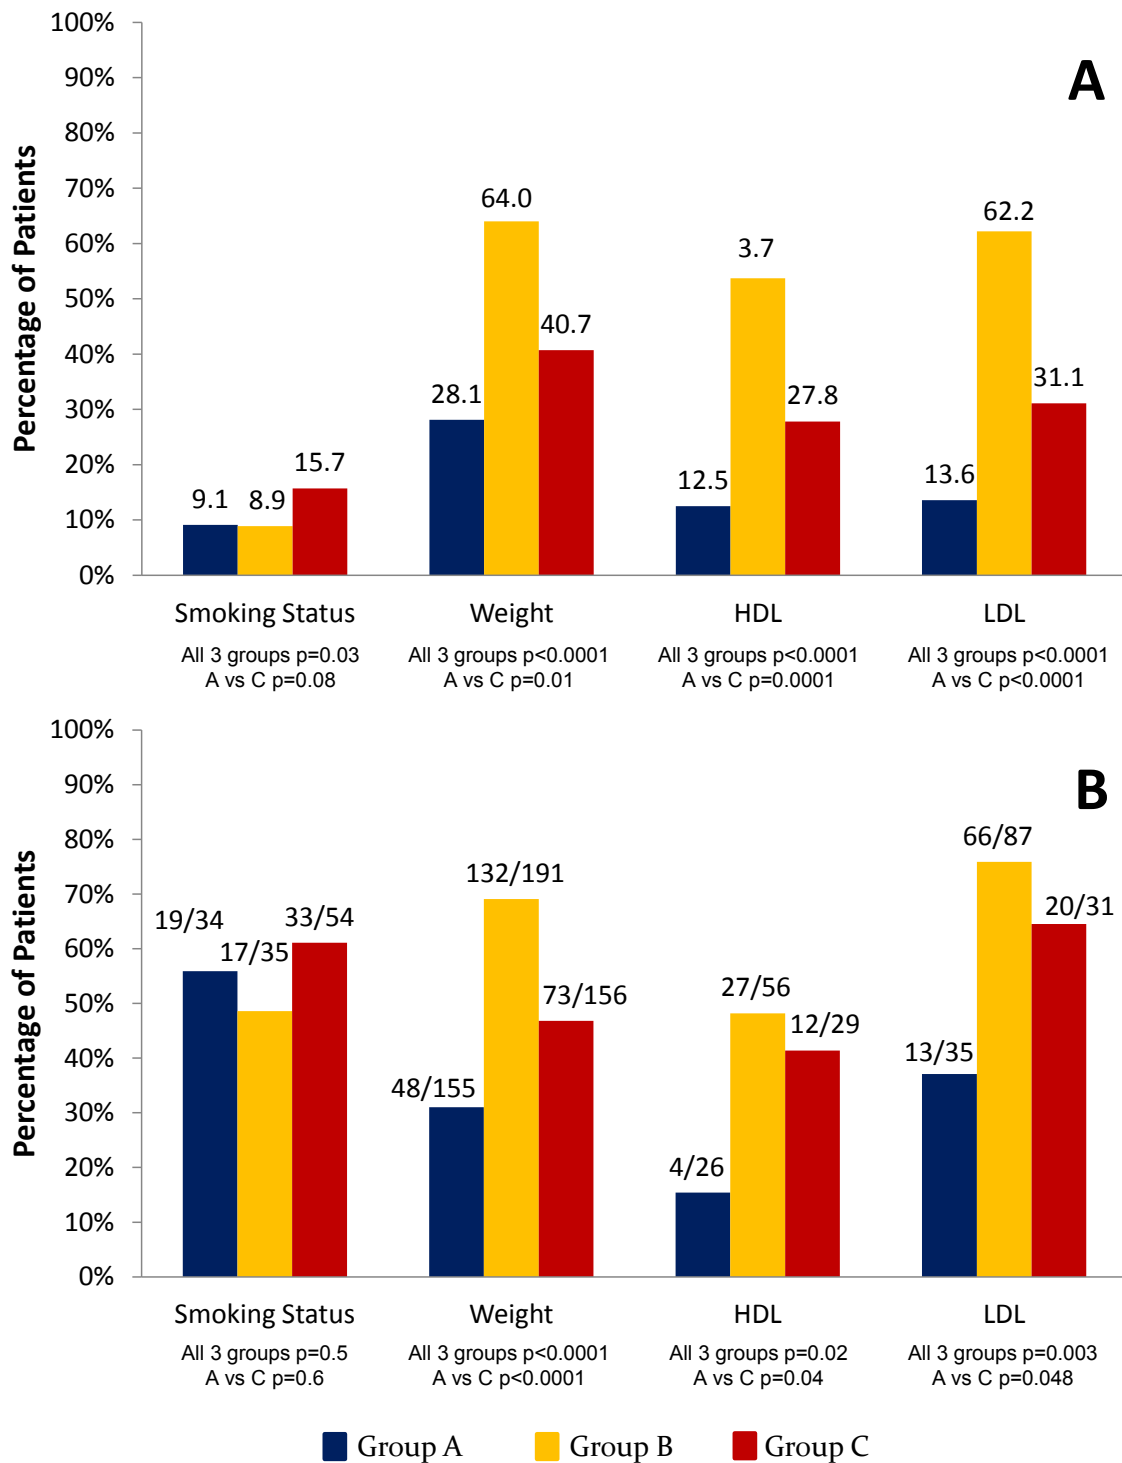 100%
A
90%
80%
70%
60%
50%
40%
30%
20%
10%
0%
Percentage of Patients
9.1 8.9 15.7
28.1 64.0 40.7
12.5 3.7 27.8
13.6 62.2 31.1
Smoking Status Weight HDL LDL
All 3 groups p=0.03 All 3 groups p<0.0001 All 3 groups p<0.0001 All 3 groups p<0.0001
A vs C p=0.08 A vs C p=0.01 A vs C p=0.0001 A vs C p<0.0001
100%
B
90%
80%
70%
60%
50%
40%
30%
20%
10%
0%
Percentage of Patients
19/34 17/35 33/54
48/155 132/191 73/156
4/26 27/56 12/29
13/35 66/87 20/31
Smoking Status Weight HDL LDL
All 3 groups p=0.5 All 3 groups p<0.0001 All 3 groups p=0.02 All 3 groups p=0.003
A vs C p=0.6 A vs C p<0.0001 A vs C p=0.04 A vs C p=0.048
Group A Group B Group C